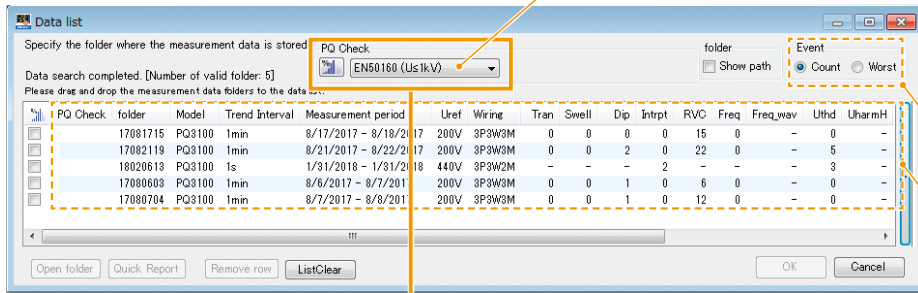 Data list
Specify the folder where the measurement data is stored
PQ Check
folder
Event
EN50160 (U≤1kV)
Show path
Count
Worst
Data search completed. [Number of valid folder: 5]
Please drag and drop the measurement data folders to the data list.
PQ Check folder Model Trend Interval Measurement period Uref Wiring Tran Swell Dip Intrpt RVC Freq Freq_wav Uthd UharmH
17081715 PQ3100 1min 8/17/2017 - 8/18/2017 200V 3P3W3M 0 0 0 0 15 0 - 0 -
17082119 PQ3100 1min 8/21/2017 - 8/22/2017 200V 3P3W3M 0 0 2 0 22 0 - 5 -
18020613 PQ3100 1s 1/31/2018 - 1/31/2018 440V 3P3W2M - - - 2 - - - 3 -
17080603 PQ3100 1min 8/6/2017 - 8/7/2017 200V 3P3W3M 0 0 1 0 6 0 - 0 -
17080704 PQ3100 1min 8/7/2017 - 8/8/2017 200V 3P3W3M 0 0 1 0 12 0 - 0 -
Open folder Quick Report Remove row ListClear OK Cancel